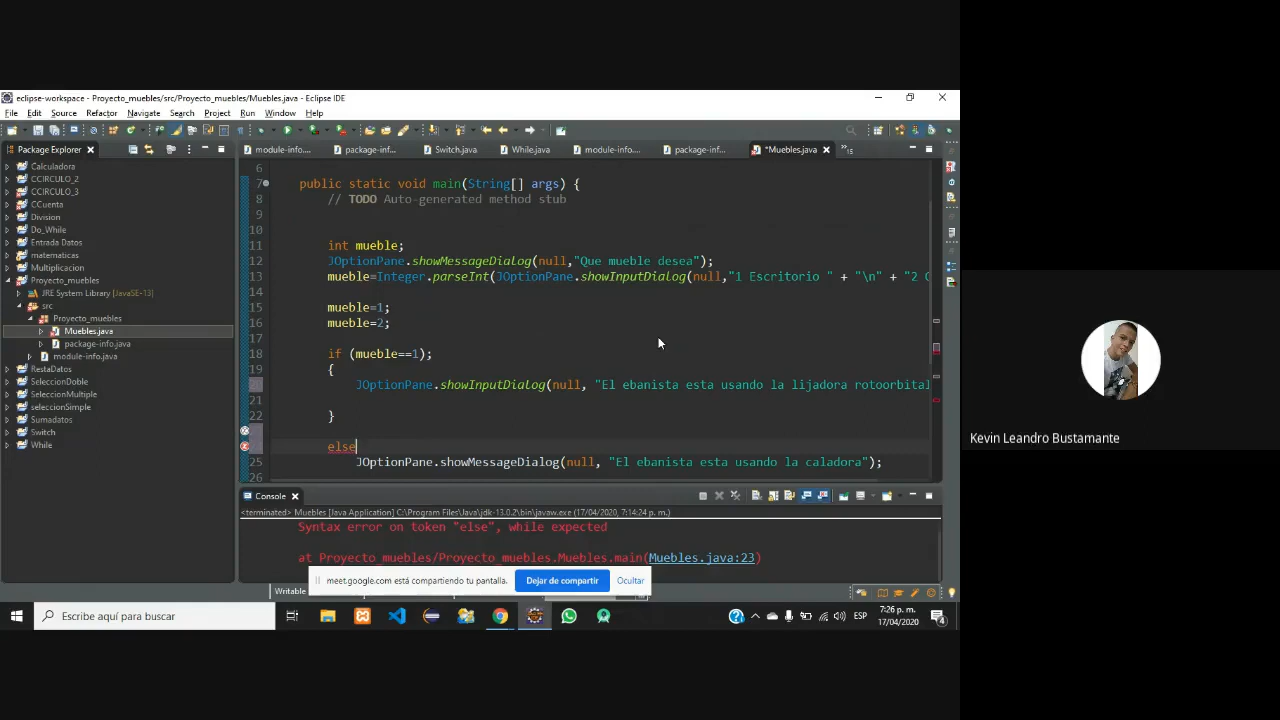 eclipse-workspace - Proyecto_muebles/src/Proyecto_muebles/Muebles.java - Eclipse IDE
File Edit Source Refactor Navigate Search Project Run Window Help
Package Explorer
module-info.... package-inf... Switch.java While.java module-info.... package-inf... *Muebles.java »15
Calculadora
CCIRCULO_2
CCIRCULO_3
CCuenta
Division
Do_While
Entrada Datos
matematicas
Multiplicacion
Proyecto_muebles
JRE System Library [JavaSE-13]
src
Proyecto_muebles
Muebles.java
package-info.java
module-info.java
RestaDatos
SeleccionDoble
SeleccionMultiple
seleccionSimple
Sumadatos
Switch
While
6
7 public static void main(String[] args) {
8 // TODO Auto-generated method stub
9
10
11 int mueble;
12 JOptionPane.showMessageDialog(null,"Que mueble desea");
13 mueble=Integer.parseInt(JOptionPane.showInputDialog(null,"1 Escritorio " + "\n" + "2 
14
15 mueble=1;
16 mueble=2;
17
18 if (mueble==1);
19 {
20 JOptionPane.showInputDialog(null, "El ebanista esta usando la lijadora rotoorbital
21
22 }
else
25 JOptionPane.showMessageDialog(null, "El ebanista esta usando la caladora");
26
Console
<terminated> Muebles [Java Application] C:\Program Files\Java\jdk-13.0.2\bin\javaw.exe (17/04/2020, 7:14:24 p. m.)
Syntax error on token "else", while expected
at Proyecto_muebles/Proyecto_muebles.Muebles.main(Muebles.java:23)
meet.google.com está compartiendo tu pantalla. Dejar de compartir Ocultar
Writable
Escribe aquí para buscar
ESP
7:26 p. m.
17/04/2020
4
Kevin Leandro Bustamante